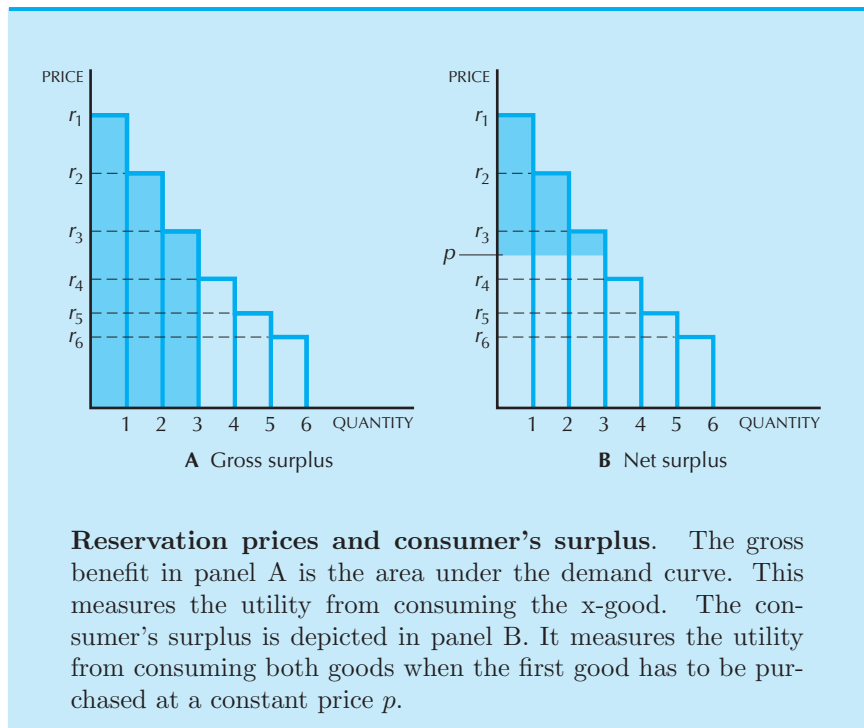 PRICE
r1
r2
r3
r4
r5
r6
1 2 3 4 5 6 QUANTITY
A Gross surplus
PRICE
r1
r2
r3
p
r4
r5
r6
1 2 3 4 5 6 QUANTITY
B Net surplus
Reservation prices and consumer's surplus. The gross
benefit in panel A is the area under the demand curve. This
measures the utility from consuming the x-good. The con-
sumer's surplus is depicted in panel B. It measures the utility
from consuming both goods when the first good has to be pur-
chased at a constant price p.